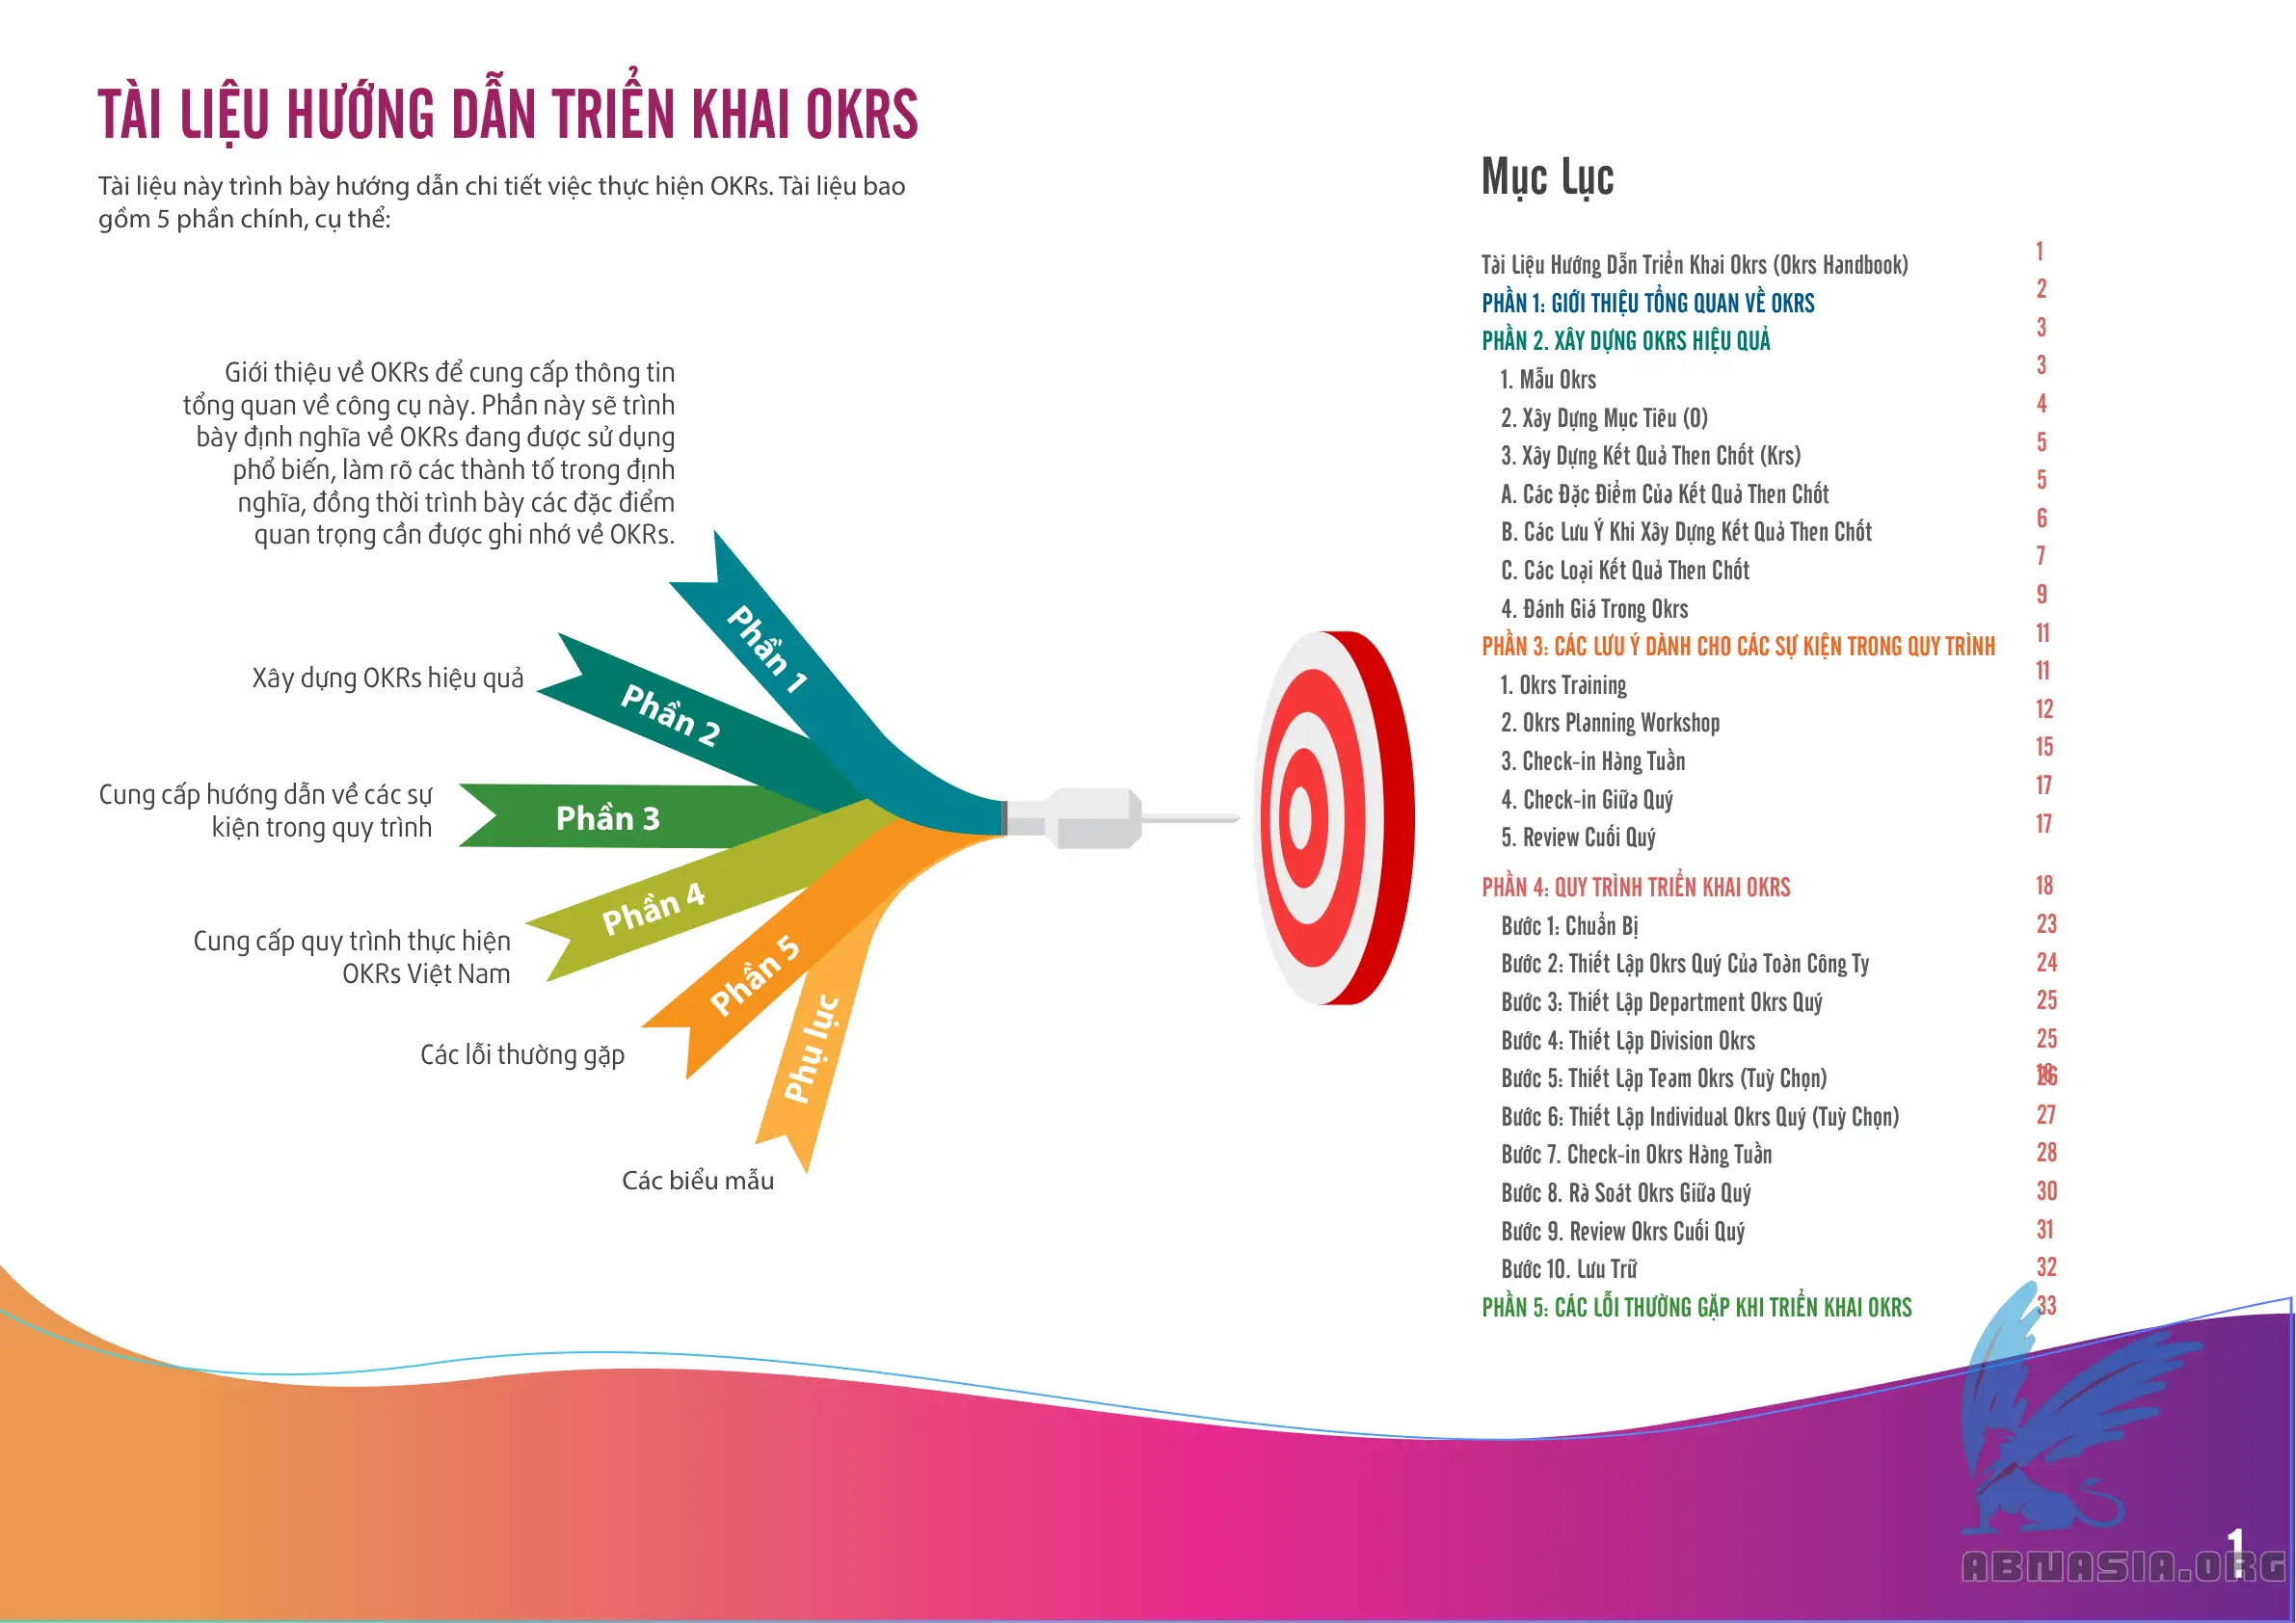 TÀI LIỆU HƯỚNG DẪN TRIỂN KHAI OKRS
Tài liệu này trình bày hướng dẫn chi tiết việc thực hiện OKRs. Tài liệu bao
gồm 5 phần chính, cụ thể:
Giới thiệu về OKRs để cung cấp thông tin
tổng quan về công cụ này. Phần này sẽ trình
bày định nghĩa về OKRs đang được sử dụng
phổ biến, làm rõ các thành tố trong định
nghĩa, đồng thời trình bày các đặc điểm
quan trọng cần được ghi nhớ về OKRs.
Phần 1
Xây dựng OKRs hiệu quả
Phần 2
Cung cấp hướng dẫn về các sự
kiện trong quy trình
Phần 3
Cung cấp quy trình thực hiện
OKRs Việt Nam
Phần 4
Các lỗi thường gặp
Phần 5
Các biểu mẫu
Phụ lục
Mục Lục
Tài Liệu Hướng Dẫn Triển Khai Okrs (Okrs Handbook) 1
PHẦN 1: GIỚI THIỆU TỔNG QUAN VỀ OKRS 2
PHẦN 2. XÂY DỰNG OKRS HIỆU QUẢ 3
1. Mẫu Okrs 3
2. Xây Dựng Mục Tiêu (O) 4
3. Xây Dựng Kết Quả Then Chốt (Krs) 5
A. Các Đặc Điểm Của Kết Quả Then Chốt 5
B. Các Lưu Ý Khi Xây Dựng Kết Quả Then Chốt 6
C. Các Loại Kết Quả Then Chốt 7
4. Đánh Giá Trong Okrs 9
PHẦN 3: CÁC LƯU Ý DÀNH CHO CÁC SỰ KIỆN TRONG QUY TRÌNH 11
1. Okrs Training 11
2. Okrs Planning Workshop 12
3. Check-in Hàng Tuần 15
4. Check-in Giữa Quý 17
5. Review Cuối Quý 17
PHẦN 4: QUY TRÌNH TRIỂN KHAI OKRS 18
Bước 1: Chuẩn Bị 23
Bước 2: Thiết Lập Okrs Quý Của Toàn Công Ty 24
Bước 3: Thiết Lập Department Okrs Quý 25
Bước 4: Thiết Lập Division Okrs 25
Bước 5: Thiết Lập Team Okrs (Tuỳ Chọn) 26
Bước 6: Thiết Lập Individual Okrs Quý (Tuỳ Chọn) 27
Bước 7. Check-in Okrs Hàng Tuần 28
Bước 8. Rà Soát Okrs Giữa Quý 30
Bước 9. Review Okrs Cuối Quý 31
Bước 10. Lưu Trữ 32
PHẦN 5: CÁC LỖI THƯỜNG GẶP KHI TRIỂN KHAI OKRS 33
1
ABNASIA.ORG